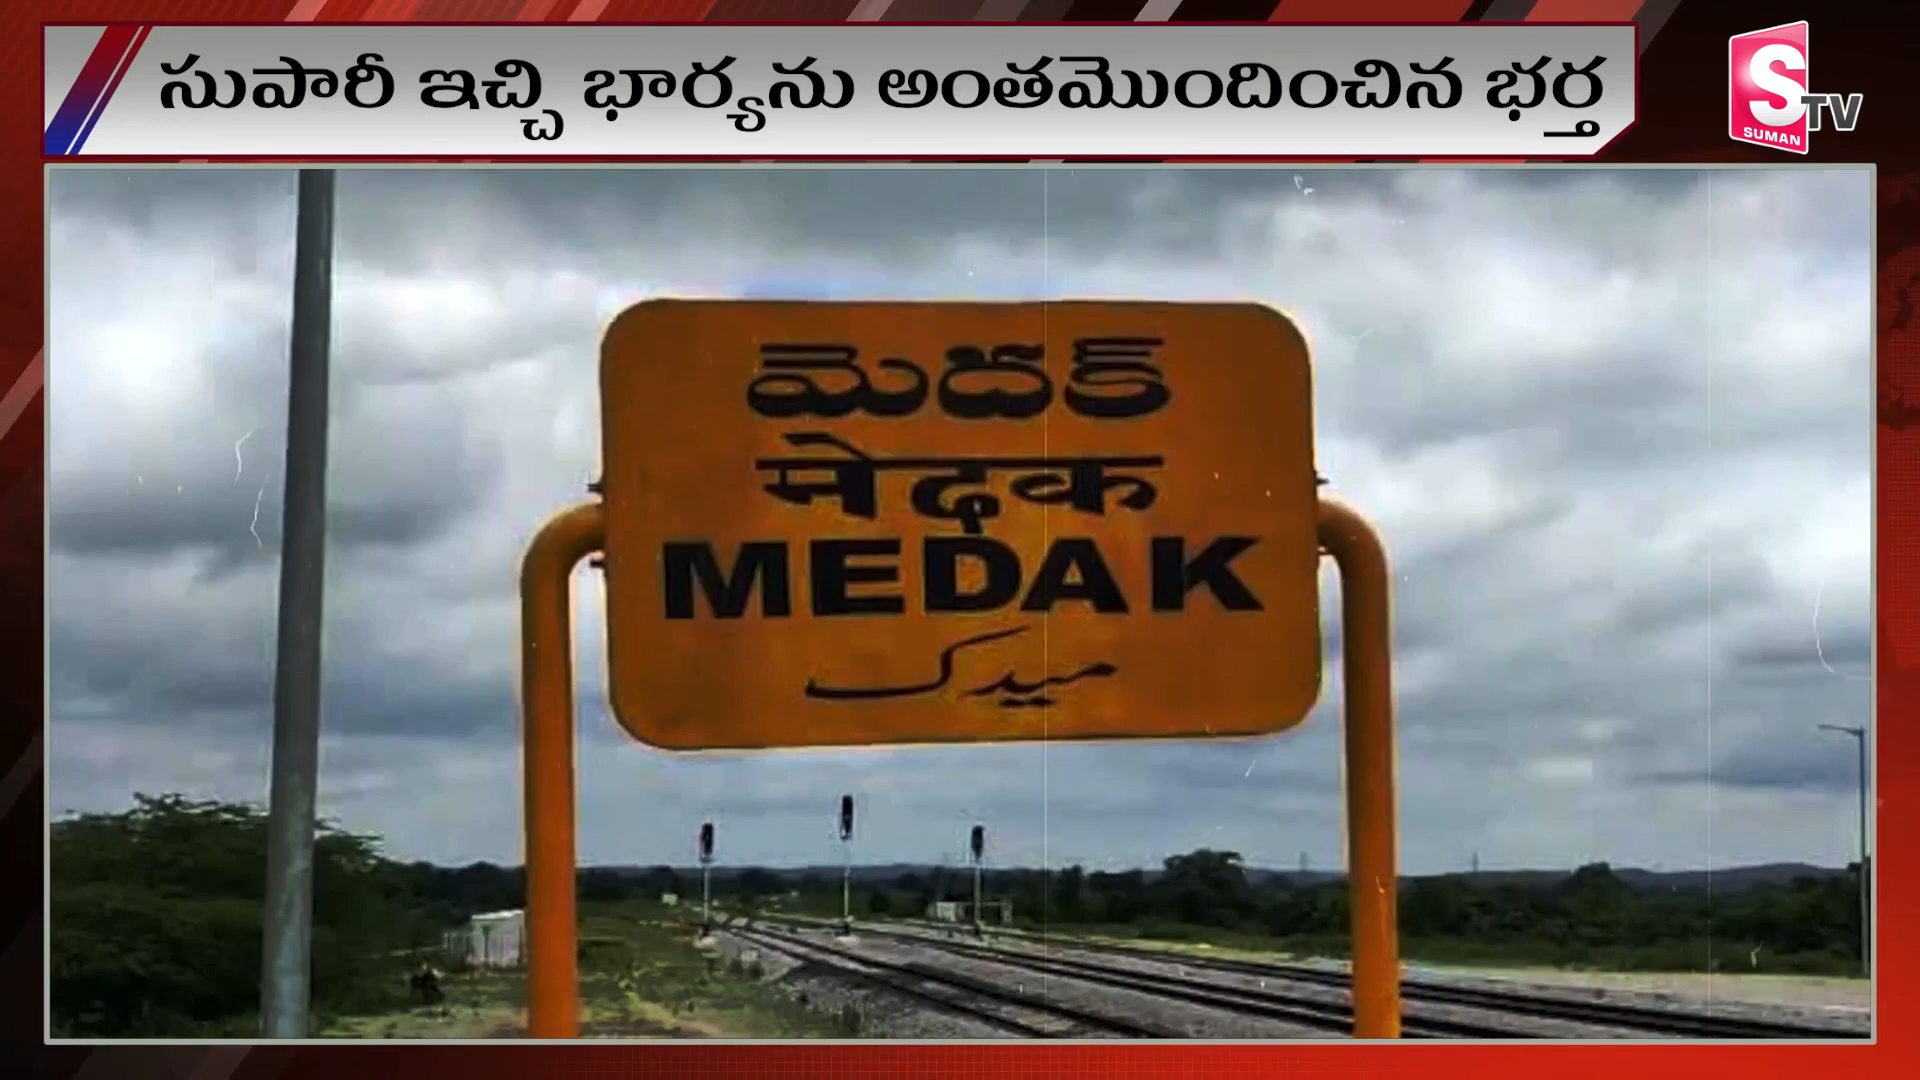 సుపారీ ఇచ్చి భార్యను అంతమొందించిన భర్త
S TV
SUMAN
మెదక్
मेदक
MEDAK
میدک